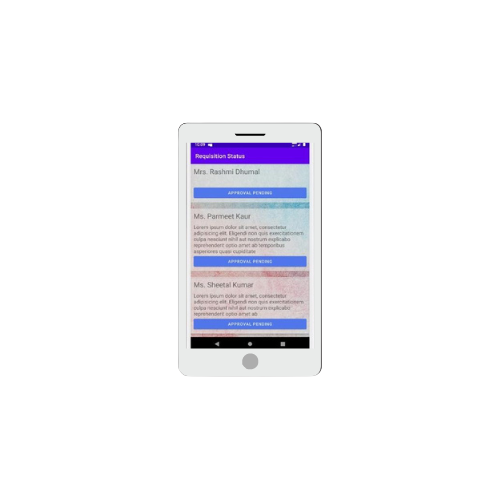 10:09
Requisition Status
Mrs. Rashmi Dhumal
APPROVAL PENDING
Ms. Parmeet Kaur
Lorem ipsum dolor sit amet, consectetur
adipisicing elit. Eligendi non quis exercitationem
culpa nesciunt nihil aut nostrum explicabo
reprehenderit optio amet ab temporibus
asperiores quasi cupiditate
APPROVAL PENDING
Ms. Sheetal Kumar
Lorem ipsum dolor sit amet, consectetur
adipisicing elit. Eligendi non quis exercitationem
culpa nesciunt nihil aut nostrum explicabo
reprehenderit optio amet ab
APPROVAL PENDING